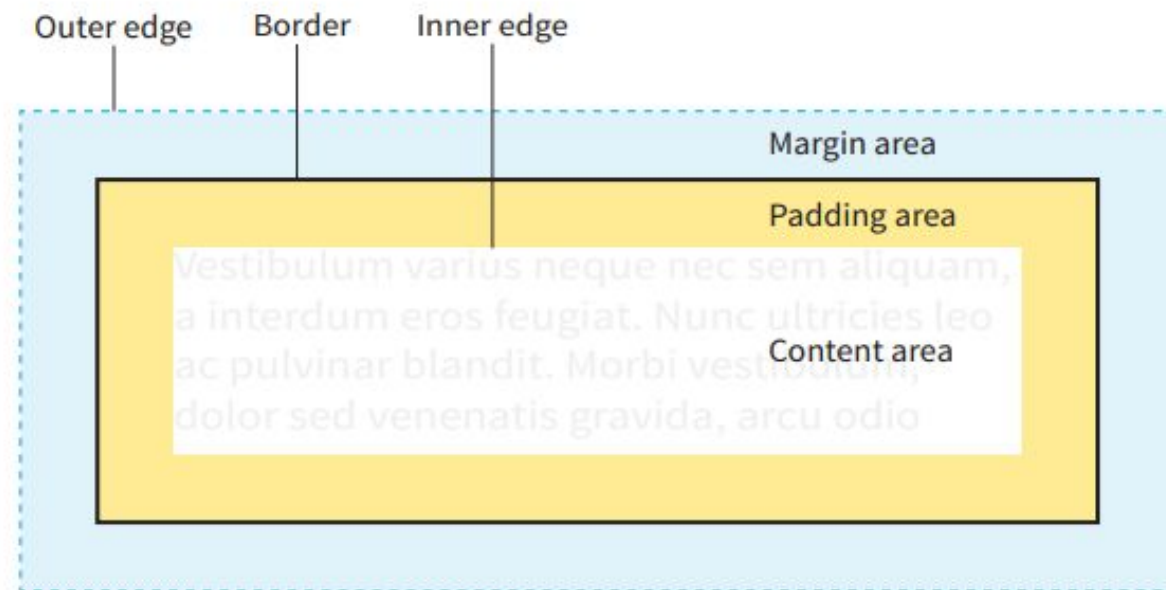 Outer edge Border Inner edge
Margin area
Padding area
Vestibulum varius neque nec sem aliquam,
a interdum eros feugiat. Nunc ultricies leo
Content area
ac pulvinar blandit. Morbi vestibulum,
dolor sed venenatis gravida, arcu odio